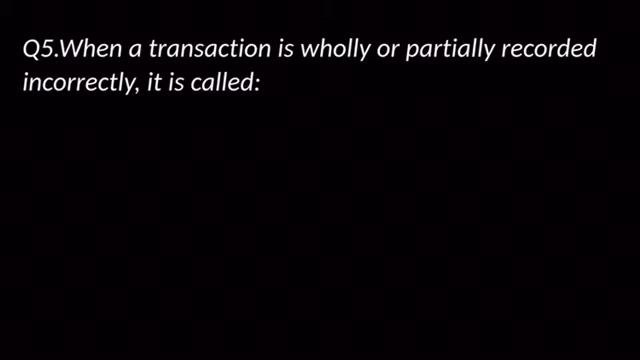 Q5.When a transaction is wholly or partially recorded
incorrectly, it is called: